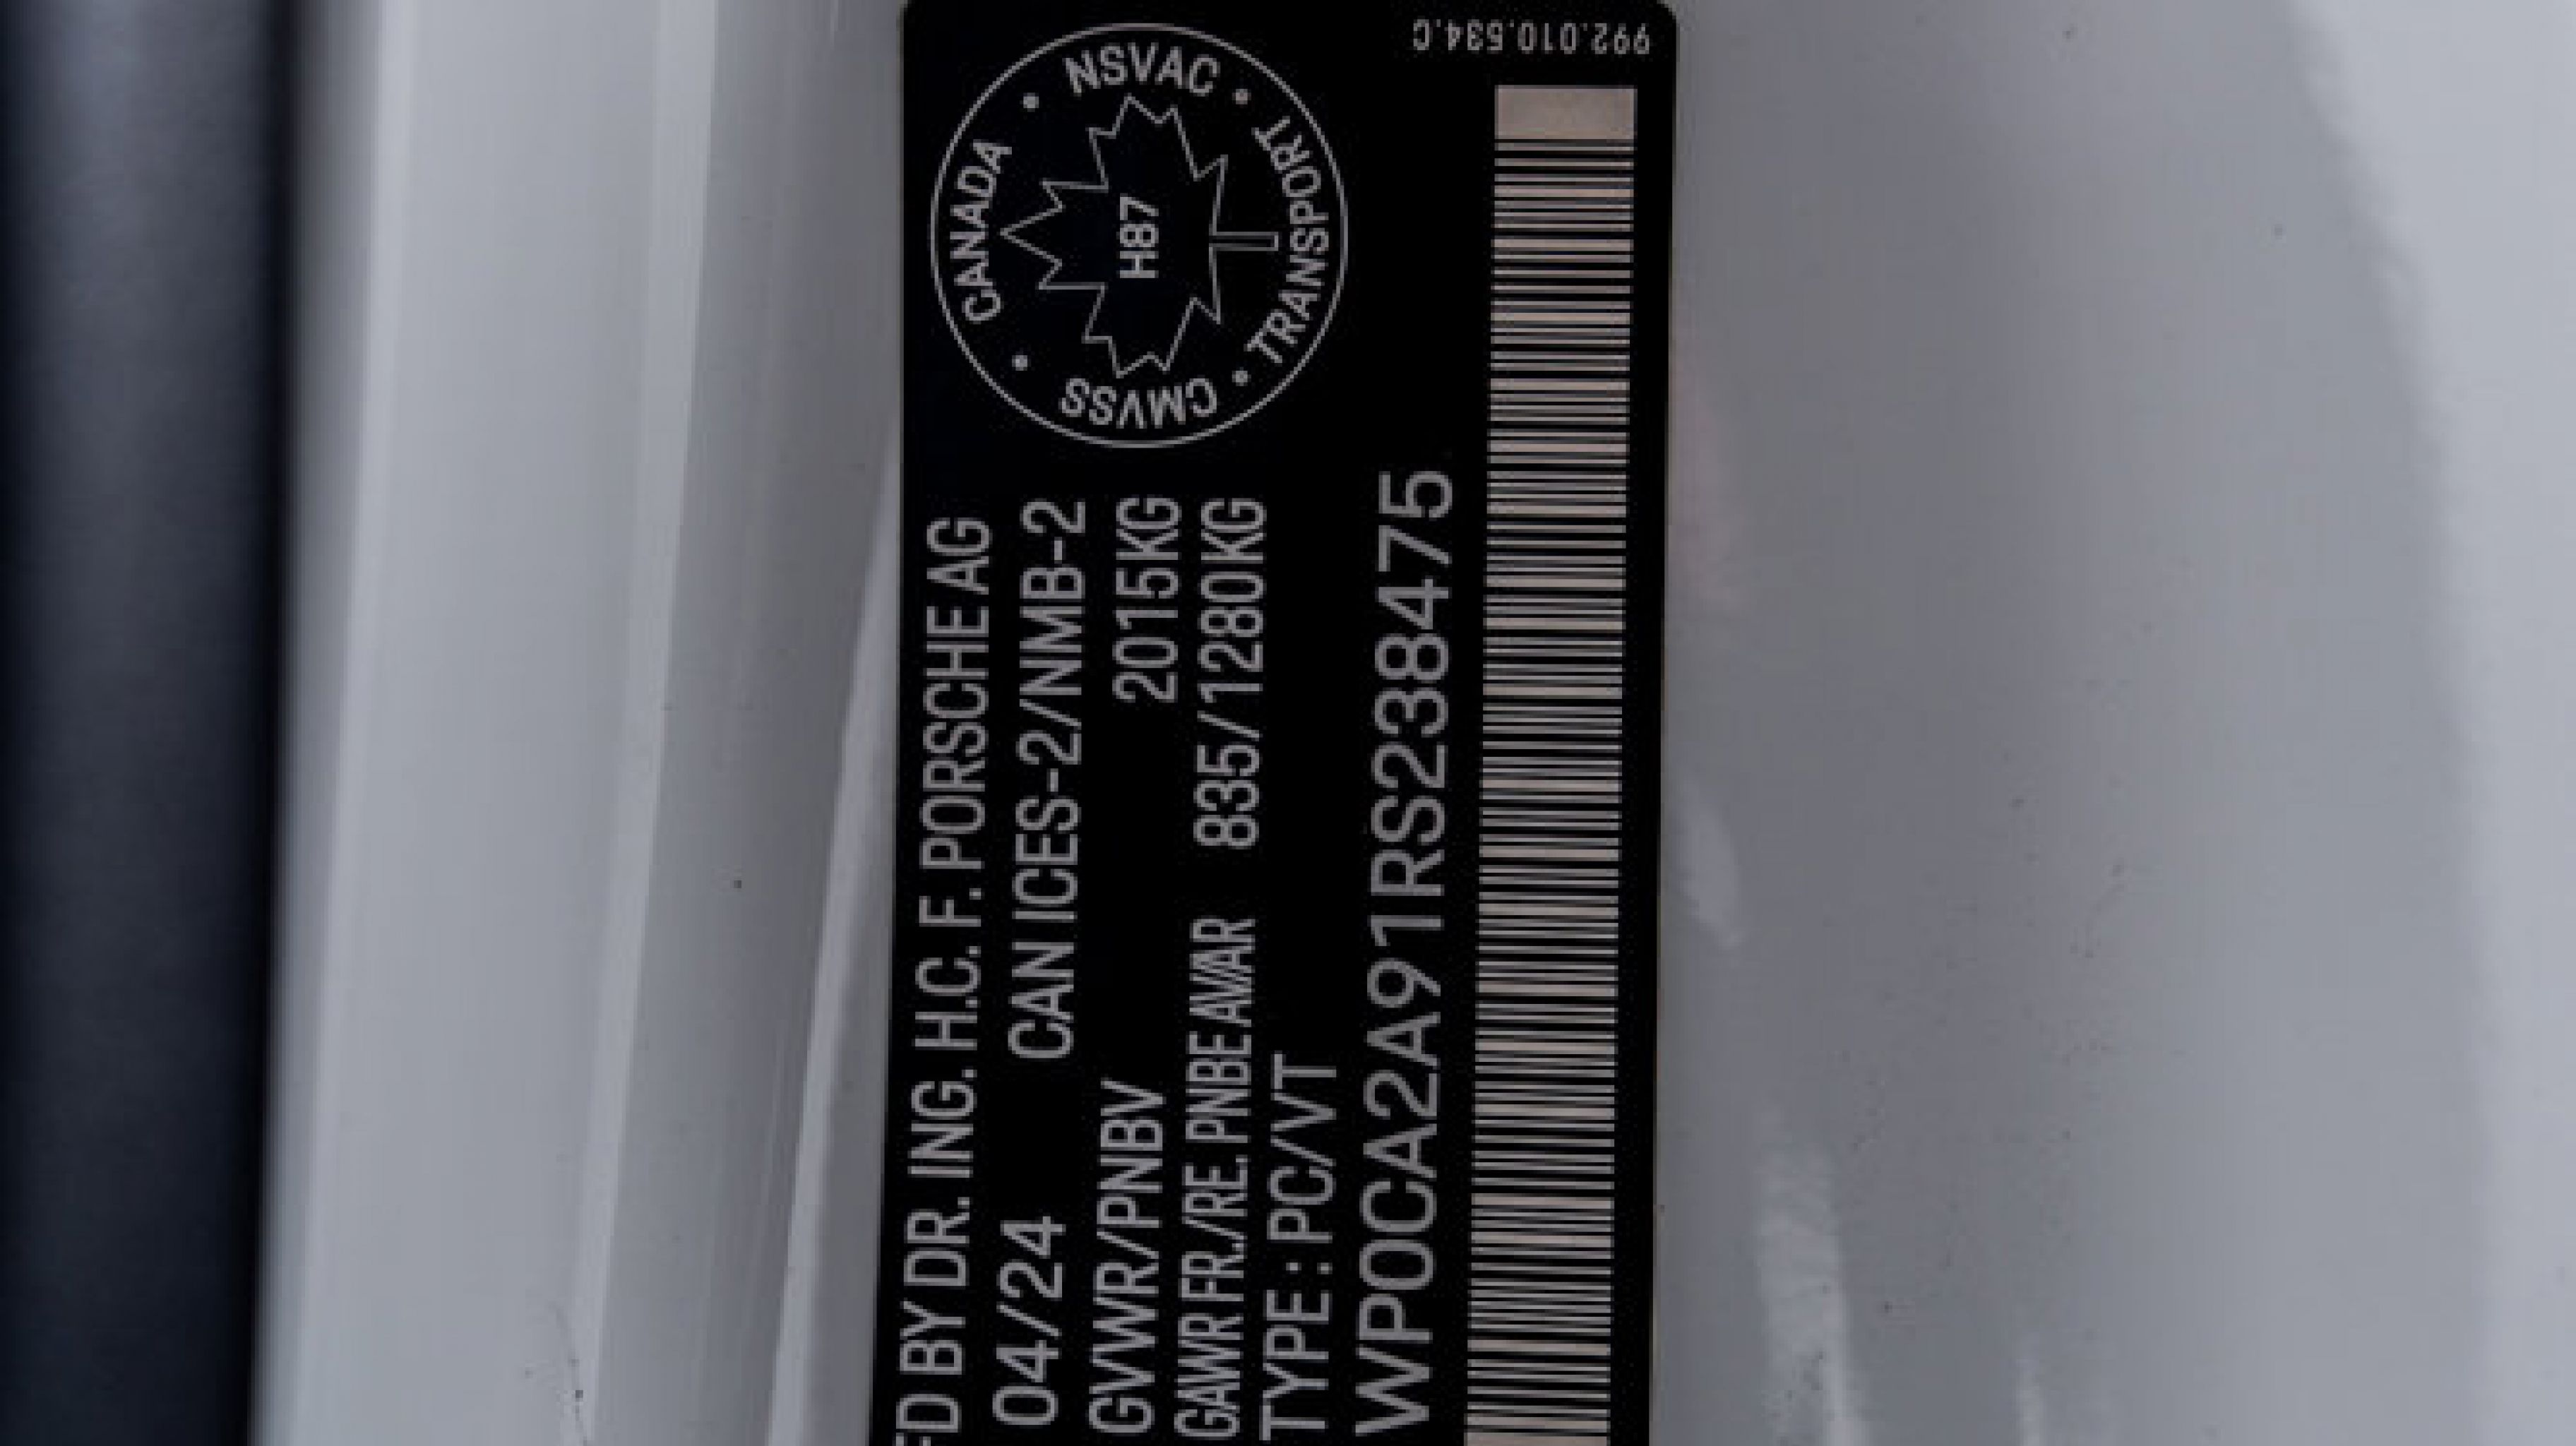 FD BY DR. ING. H.C. F. PORSCHE AG
04/24 CAN ICES-2/NMB-2
GVWR/PNBV 2015KG
GAWR FR./RE. PNBE AV/AR 835/1280KG
TYPE : PC/VT
WP0CA2A91RS238475
CANADA • NSVAC • TRANSPORT • CMVSS •
H87
992.010.534.C